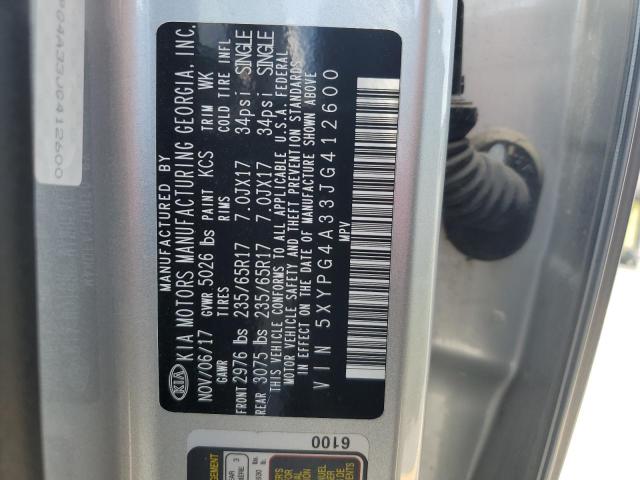 MANUFACTURED BY
KIA KIA MOTORS MANUFACTURING GEORGIA, INC.
NOV/06/17 GVWR 5026 lbs PAINT KCS TRIM WK
GAWR TIRES RIMS COLD TIRE INFL
FRONT 2976 lbs 235/65R17 7.0JX17 34psi SINGLE
REAR 3075 lbs 235/65R17 7.0JX17 34psi SINGLE
THIS VEHICLE CONFORMS TO ALL APPLICABLE U.S.A. FEDERAL
MOTOR VEHICLE SAFETY AND THEFT PREVENTION STANDARDS
IN EFFECT ON THE DATE OF MANUFACTURE SHOWN ABOVE
VIN 5XYPG4A33JG412600
MPV
PG4A33JG412600
6100